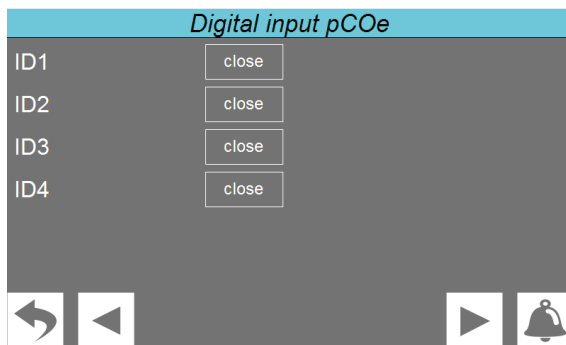 Digital input pCOe
ID1 close
ID2 close
ID3 close
ID4 close